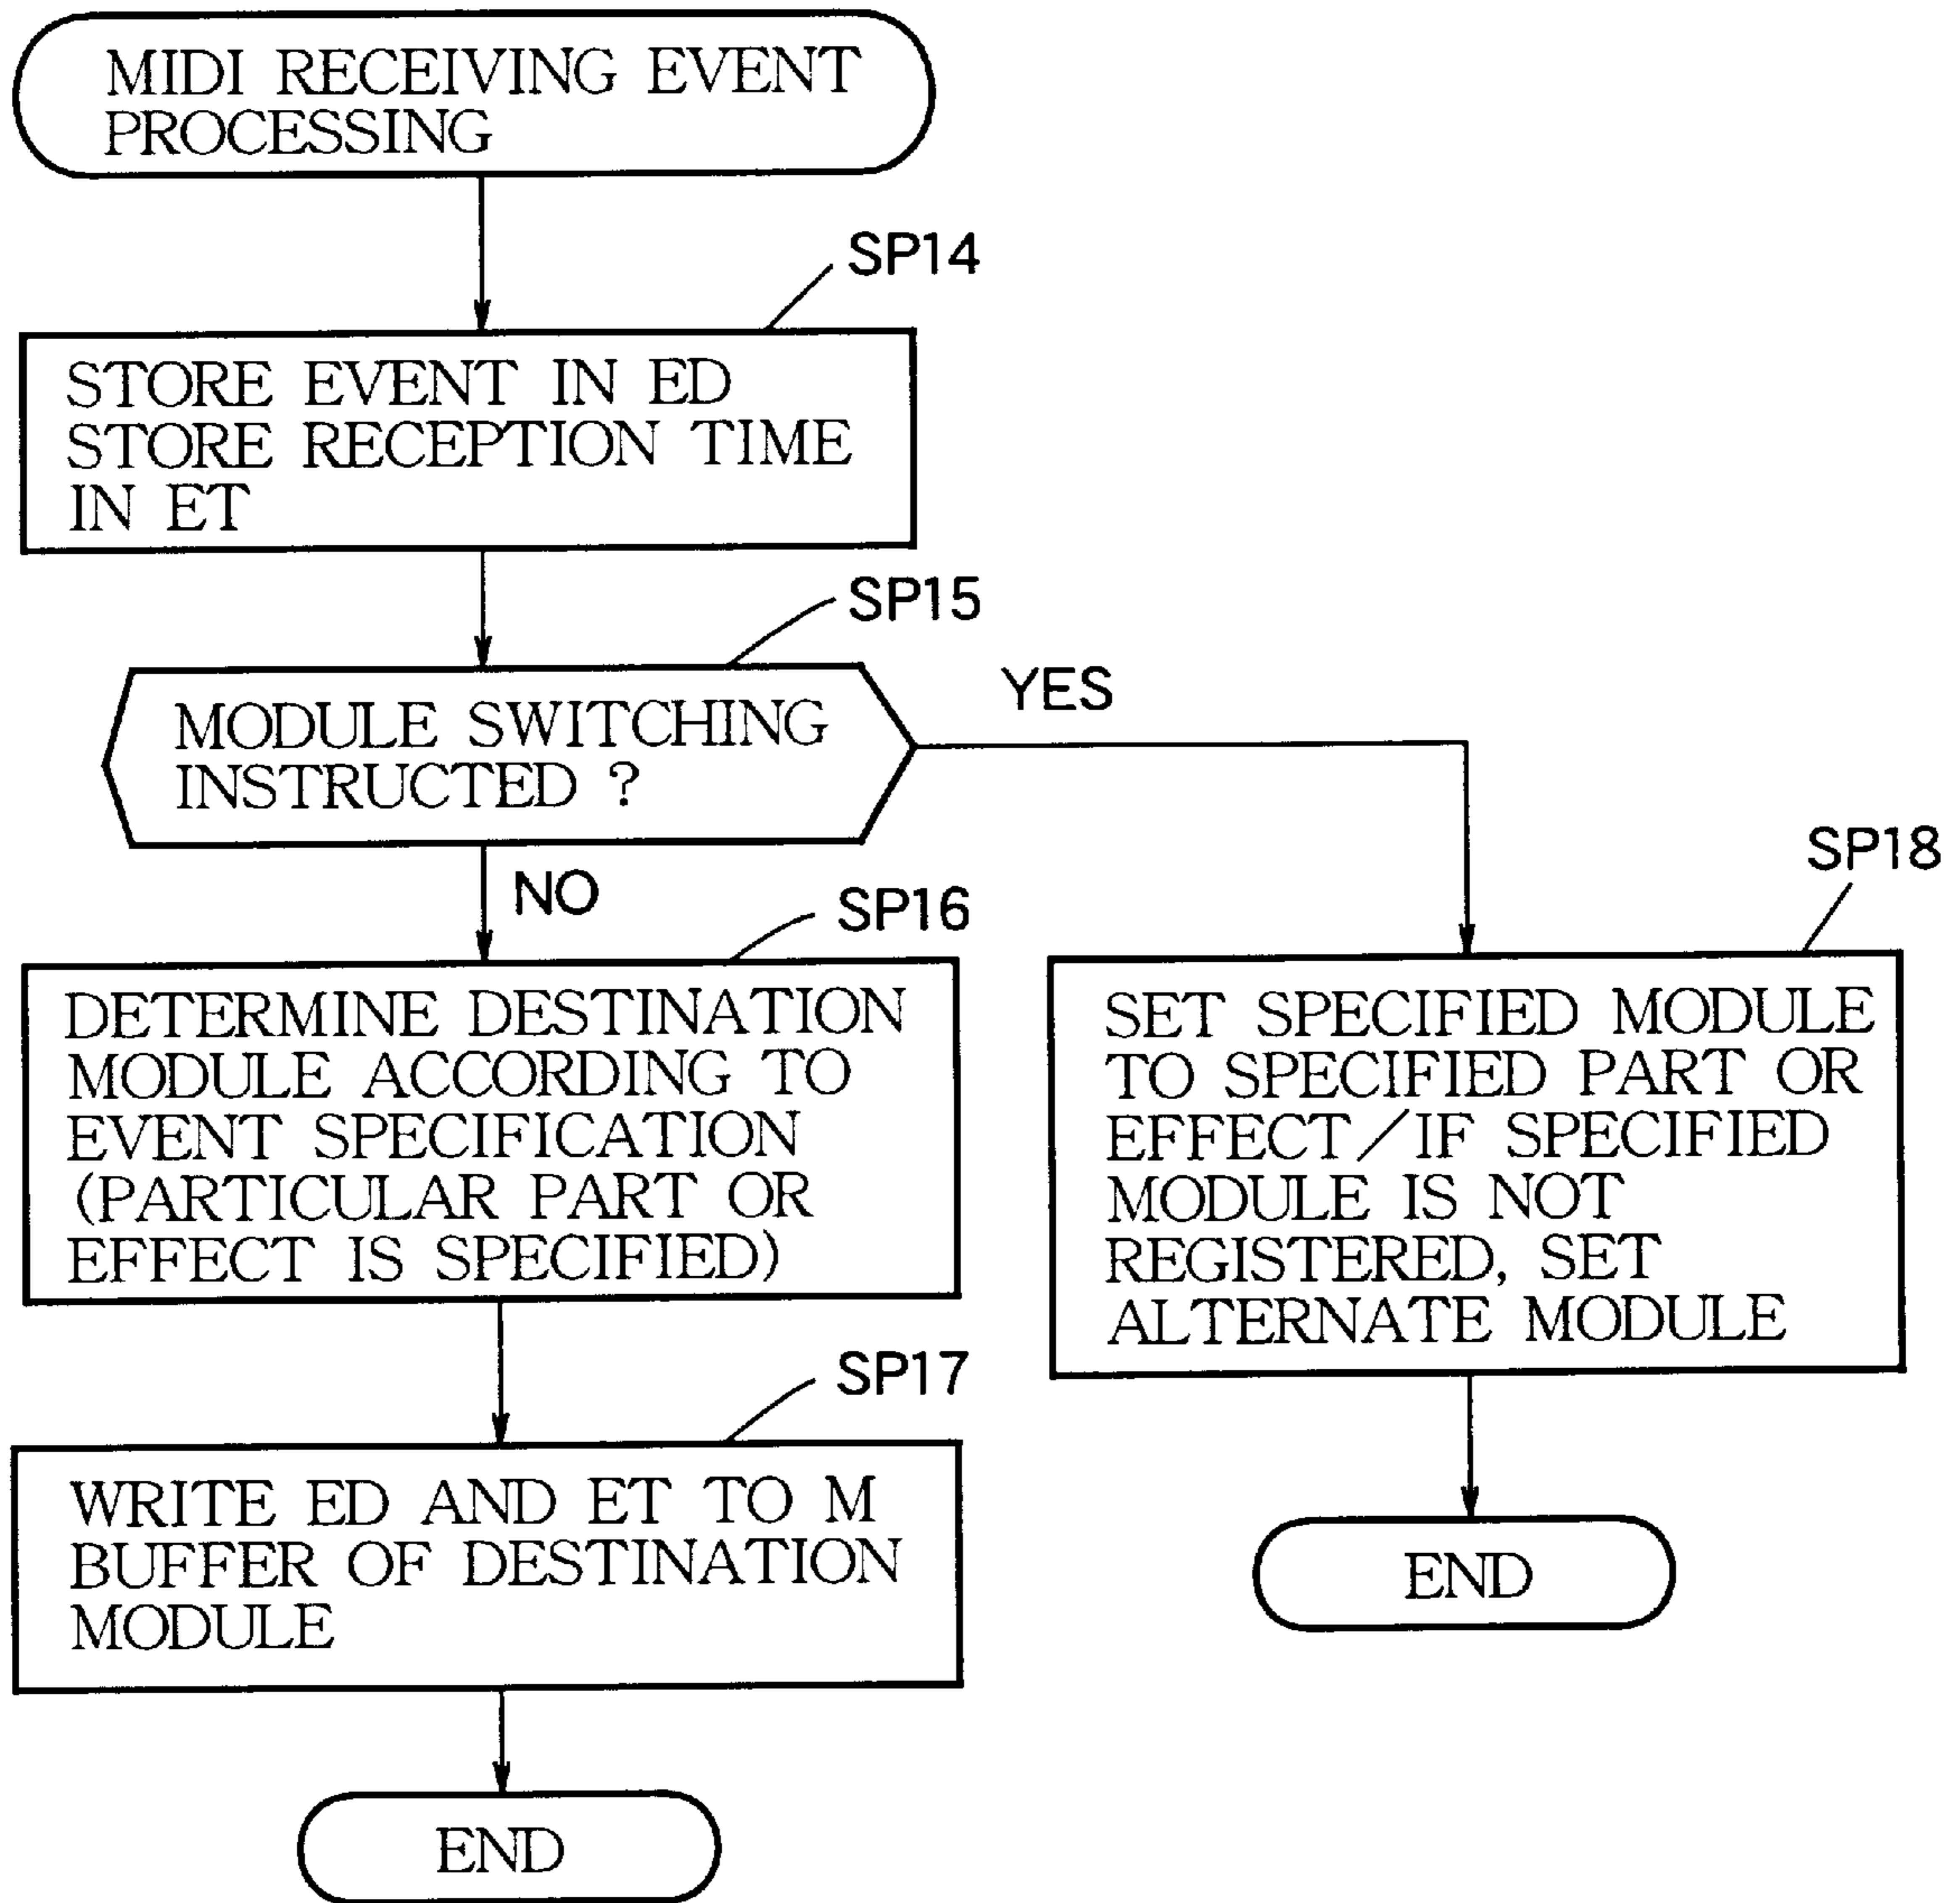 MIDI RECEIVING EVENT
PROCESSING
SP14
STORE EVENT IN ED
STORE RECEPTION TIME
IN ET
SP15
MODULE SWITCHING
INSTRUCTED ?
YES
NO
SP16
DETERMINE DESTINATION
MODULE ACCORDING TO
EVENT SPECIFICATION
(PARTICULAR PART OR
EFFECT IS SPECIFIED)
SP17
WRITE ED AND ET TO M
BUFFER OF DESTINATION
MODULE
END
SP18
SET SPECIFIED MODULE
TO SPECIFIED PART OR
EFFECT/IF SPECIFIED
MODULE IS NOT
REGISTERED, SET
ALTERNATE MODULE
END